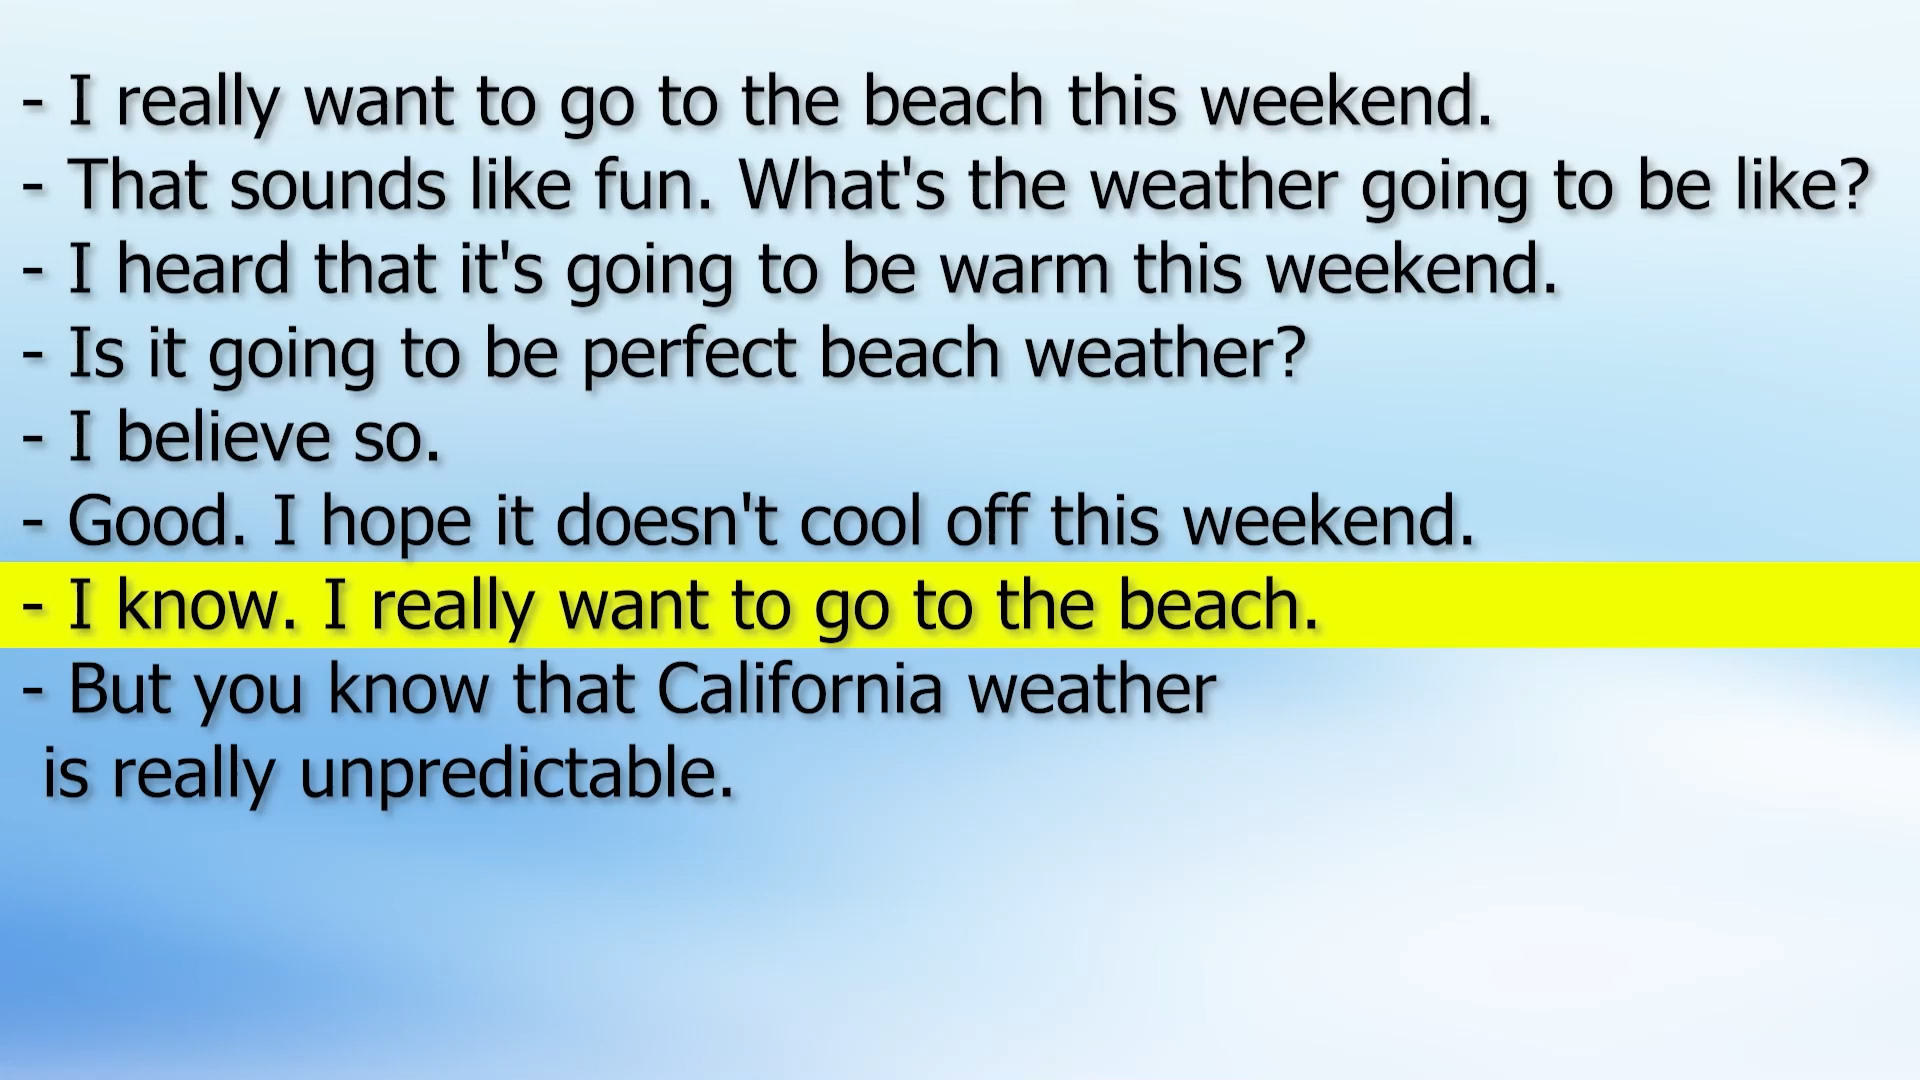 - I really want to go to the beach this weekend.
- That sounds like fun. What's the weather going to be like?
- I heard that it's going to be warm this weekend.
- Is it going to be perfect beach weather?
- I believe so.
- Good. I hope it doesn't cool off this weekend.
- I know. I really want to go to the beach.
- But you know that California weather
is really unpredictable.